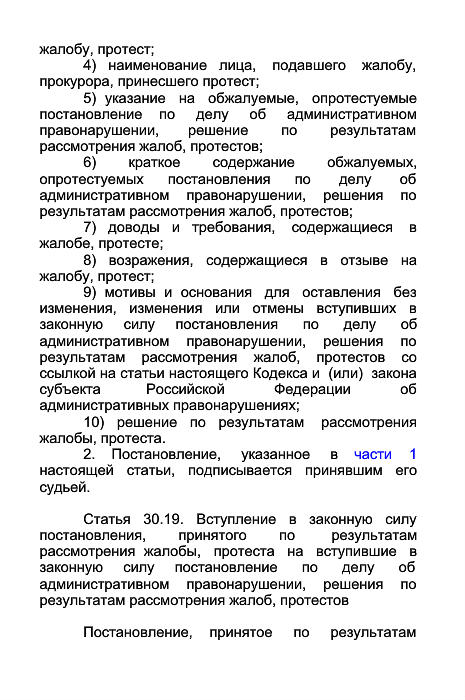 жалобу, протест;
4) наименование лица, подавшего жалобу,
прокурора, принесшего протест;
5) указание на обжалуемые, опротестуемые
постановление по делу об административном
правонарушении, решение по результатам
рассмотрения жалоб, протестов;
6) краткое содержание обжалуемых,
опротестуемых постановления по делу об
административном правонарушении, решения по
результатам рассмотрения жалоб, протестов;
7) доводы и требования, содержащиеся в
жалобе, протесте;
8) возражения, содержащиеся в отзыве на
жалобу, протест;
9) мотивы и основания для оставления без
изменения, изменения или отмены вступивших в
законную силу постановления по делу об
административном правонарушении, решения по
результатам рассмотрения жалоб, протестов со
ссылкой на статьи настоящего Кодекса и (или) закона
субъекта Российской Федерации об
административных правонарушениях;
10) решение по результатам рассмотрения
жалобы, протеста.
2. Постановление, указанное в части 1
настоящей статьи, подписывается принявшим его
судьей.
Статья 30.19. Вступление в законную силу
постановления, принятого по результатам
рассмотрения жалобы, протеста на вступившие в
законную силу постановление по делу об
административном правонарушении, решения по
результатам рассмотрения жалоб, протестов
Постановление, принятое по результатам